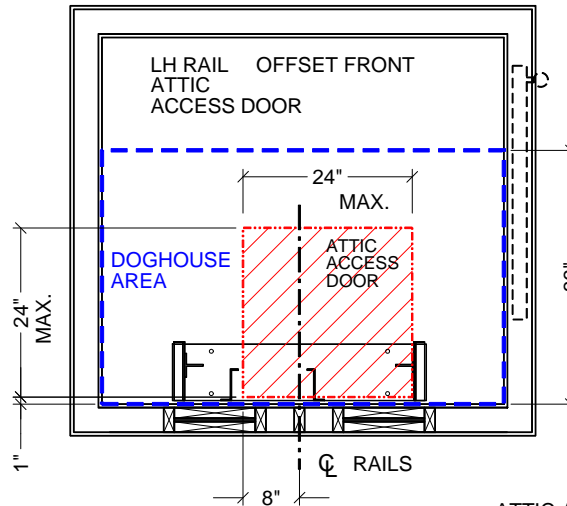 LH RAIL OFFSET FRONT
ATTIC
ACCESS DOOR
24"
MAX.
DOGHOUSE
AREA
ATTIC
ACCESS
DOOR
24"
MAX.
1"
℄ RAILS
8"